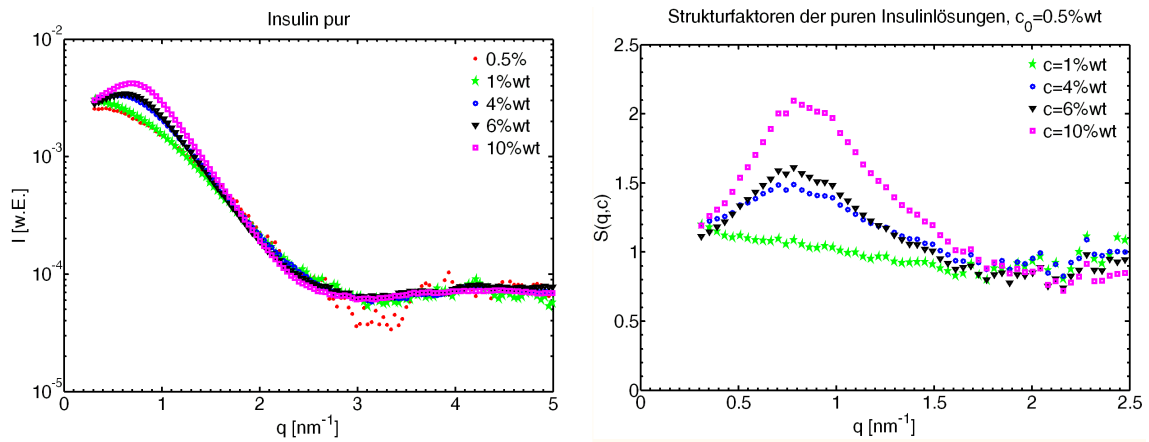 Insulin pur
10^-2
10^-3
10^-4
10^-5
I [w.E.]
0.5%
1%wt
4%wt
6%wt
10%wt
0 1 2 3 4 5
q [nm^-1]
Strukturfaktoren der puren Insulinlösungen, c_0=0.5%wt
2.5
2
1.5
1
0.5
0
S(q,c)
c=1%wt
c=4%wt
c=6%wt
c=10%wt
0 0.5 1 1.5 2 2.5
q [nm^-1]